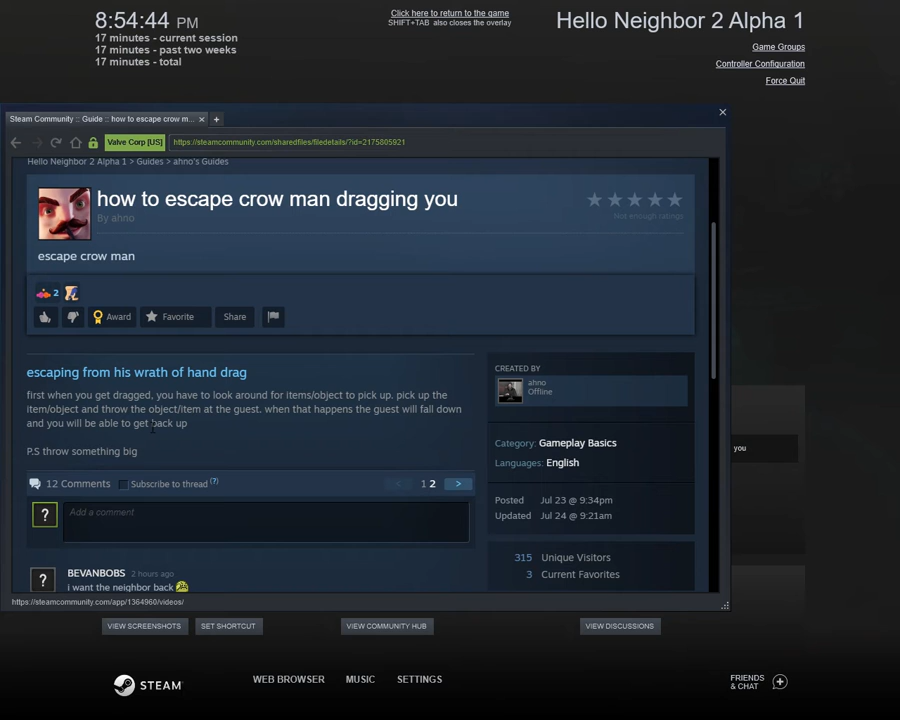 8:54:44 PM
17 minutes - current session
17 minutes - past two weeks
17 minutes - total
Click here to return to the game
SHIFT+TAB also closes the overlay
Hello Neighbor 2 Alpha 1
Game Groups
Controller Configuration
Force Quit
Steam Community :: Guide :: how to escape crow m...
Valve Corp [US]
https://steamcommunity.com/sharedfiles/filedetails/?id=2175805921
Hello Neighbor 2 Alpha 1 > Guides > ahno's Guides
how to escape crow man dragging you
By ahno
Not enough ratings
escape crow man
2
Award
Favorite
Share
escaping from his wrath of hand drag
first when you get dragged, you have to look around for items/object to pick up. pick up the
item/object and throw the object/item at the guest. when that happens the guest will fall down
and you will be able to get back up
P.S throw something big
12 Comments
Subscribe to thread (7)
< 1 2 >
Add a comment
BEVANBOBS 2 hours ago
i want the neighbor back
CREATED BY
ahno
Offline
Category: Gameplay Basics
Languages: English
Posted Jul 23 @ 9:34pm
Updated Jul 24 @ 9:21am
315 Unique Visitors
3 Current Favorites
you
https://steamcommunity.com/app/1364960/videos/
VIEW SCREENSHOTS
SET SHORTCUT
VIEW COMMUNITY HUB
VIEW DISCUSSIONS
STEAM
WEB BROWSER
MUSIC
SETTINGS
FRIENDS
& CHAT